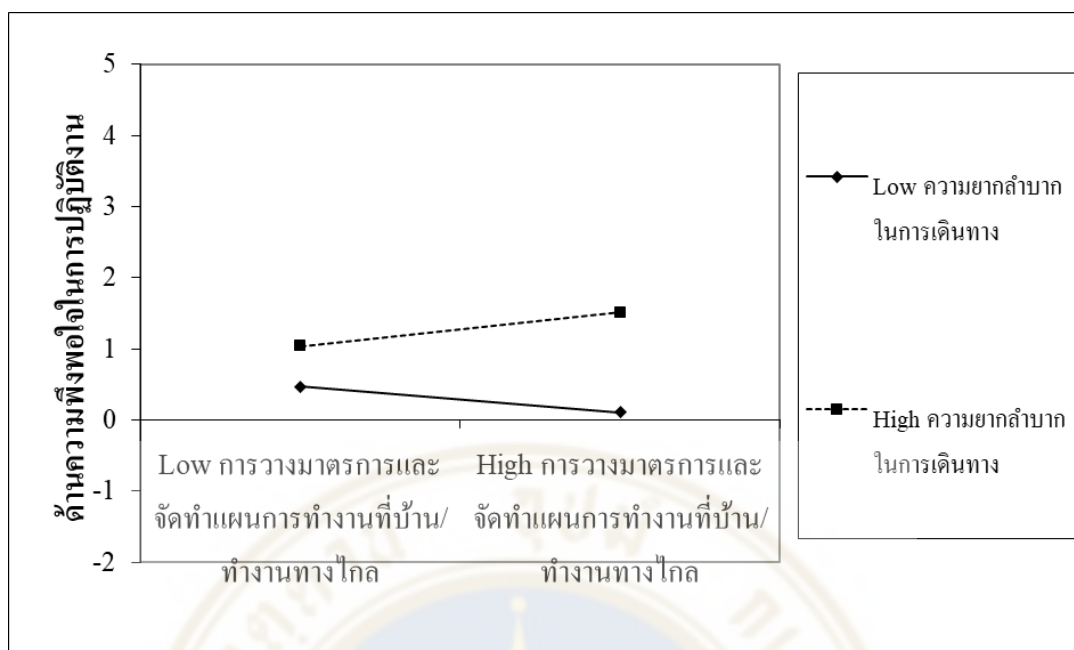 ด้านความพึงพอใจในการปฏิบัติงาน
5
4
3
2
1
0
-1
-2
Low การวางมาตรการและ
จัดทำแผนการทำงานที่บ้าน/
ทำงานทางไกล
High การวางมาตรการและ
จัดทำแผนการทำงานที่บ้าน/
ทำงานทางไกล
Low ความยากลำบาก
ในการเดินทาง
High ความยากลำบาก
ในการเดินทาง